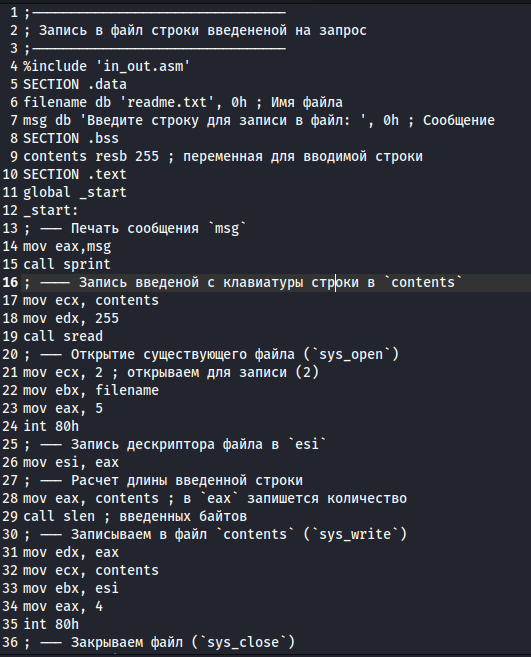 1 ;--------------------------------
2 ; Запись в файл строки введененой на запрос
3 ;--------------------------------
4 %include 'in_out.asm'
5 SECTION .data
6 filename db 'readme.txt', 0h ; Имя файла
7 msg db 'Введите строку для записи в файл: ', 0h ; Сообщение
8 SECTION .bss
9 contents resb 255 ; переменная для вводимой строки
10 SECTION .text
11 global _start
12 _start:
13 ; --- Печать сообщения `msg`
14 mov eax,msg
15 call sprint
16 ; ---- Запись введеной с клавиатуры строки в `contents`
17 mov ecx, contents
18 mov edx, 255
19 call sread
20 ; --- Открытие существующего файла (`sys_open`)
21 mov ecx, 2 ; открываем для записи (2)
22 mov ebx, filename
23 mov eax, 5
24 int 80h
25 ; --- Запись дескриптора файла в `esi`
26 mov esi, eax
27 ; --- Расчет длины введенной строки
28 mov eax, contents ; в `eax` запишется количество
29 call slen ; введенных байтов
30 ; --- Записываем в файл `contents` (`sys_write`)
31 mov edx, eax
32 mov ecx, contents
33 mov ebx, esi
34 mov eax, 4
35 int 80h
36 ; --- Закрываем файл (`sys_close`)